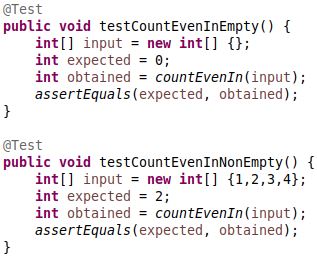 @Test
public void testCountEvenInEmpty() {
    int[] input = new int[] {};
    int expected = 0;
    int obtained = countEvenIn(input);
    assertEquals(expected, obtained);
}

@Test
public void testCountEvenInNonEmpty() {
    int[] input = new int[] {1,2,3,4};
    int expected = 2;
    int obtained = countEvenIn(input);
    assertEquals(expected, obtained);
}